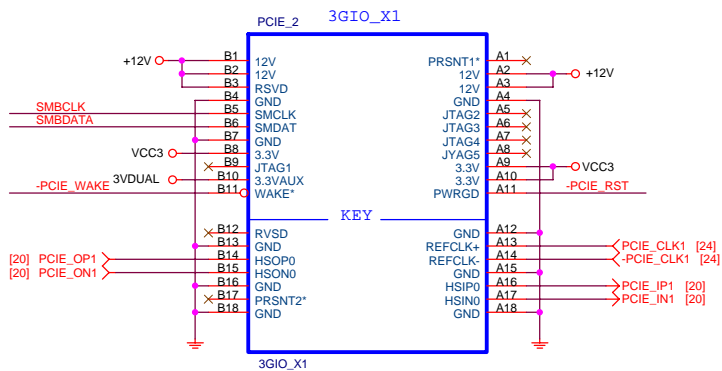 3GIO_X1
PCIE_2
+12V B1 12V PRSNT1* A1
B2 12V 12V A2 +12V
B3 RSVD 12V A3
B4 GND GND A4
SMBCLK B5 SMCLK JTAG2 A5
SMBDATA B6 SMDAT JTAG3 A6
B7 GND JTAG4 A7
VCC3 B8 3.3V JYAG5 A8
B9 JTAG1 3.3V A9 VCC3
3VDUAL B10 3.3VAUX 3.3V A10
-PCIE_WAKE B11 WAKE* PWRGD A11 -PCIE_RST
KEY
B12 RVSD GND A12
B13 GND REFCLK+ A13 PCIE_CLK1 [24]
[20] PCIE_OP1 B14 HSOP0 REFCLK- A14 -PCIE_CLK1 [24]
[20] PCIE_ON1 B15 HSON0 GND A15
B16 GND HSIP0 A16 PCIE_IP1 [20]
B17 PRSNT2* HSIN0 A17 PCIE_IN1 [20]
B18 GND GND A18
3GIO_X1